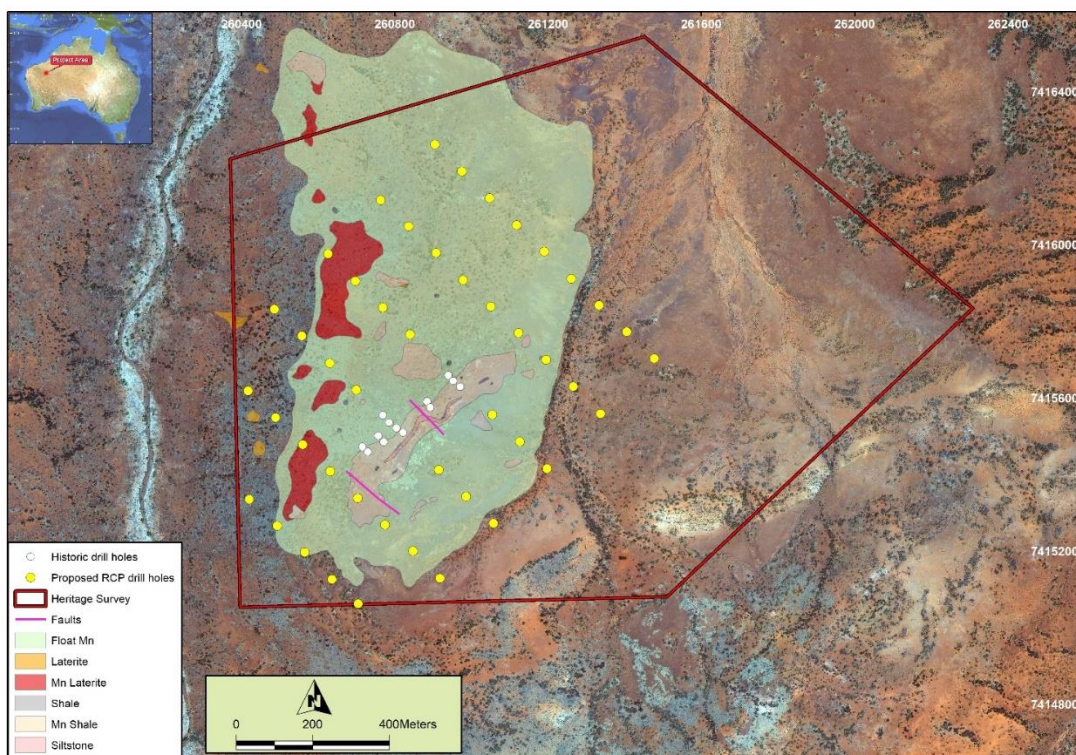 260400 260800 261200 261600 262000 262400
Project Area
7416400
7416000
7415600
7415200
7414800
Historic drill holes
Proposed RCP drill holes
Heritage Survey
Faults
Float Mn
Laterite
Mn Laterite
Shale
Mn Shale
Siltstone
N
0 200 400Meters